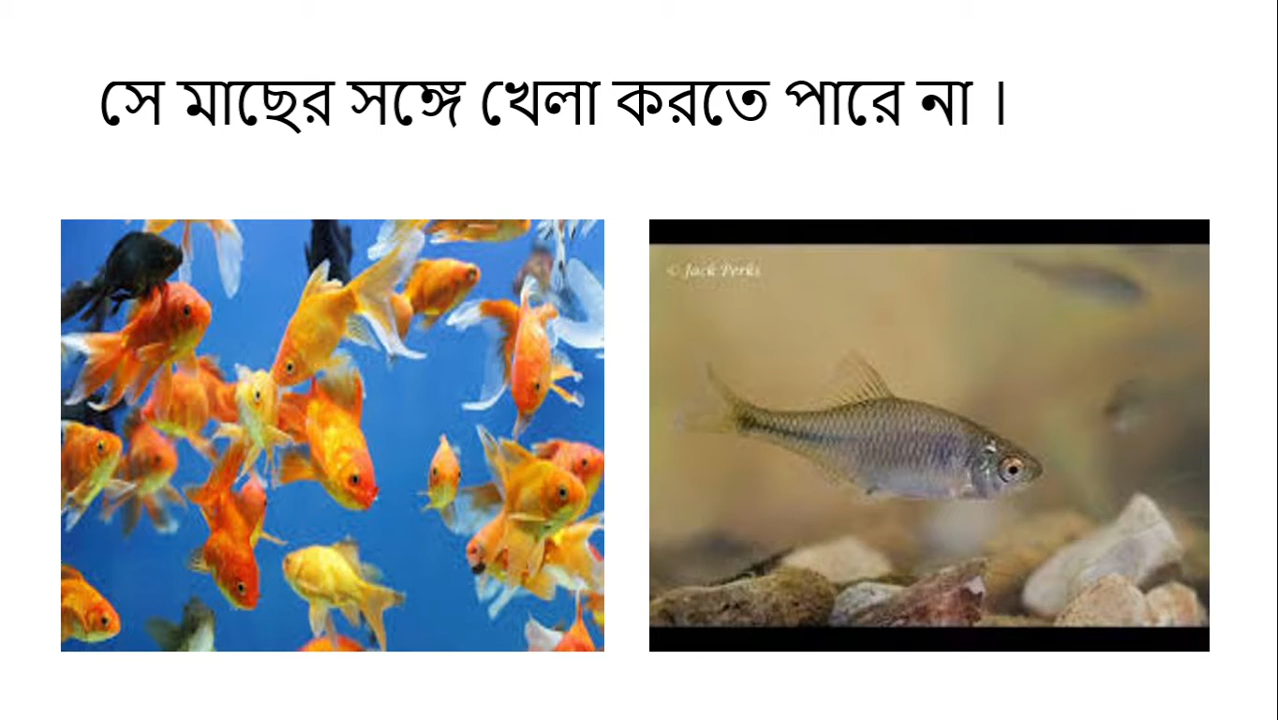 সে মাছের সঙ্গে খেলা করতে পারে না ।
© Jack Perks